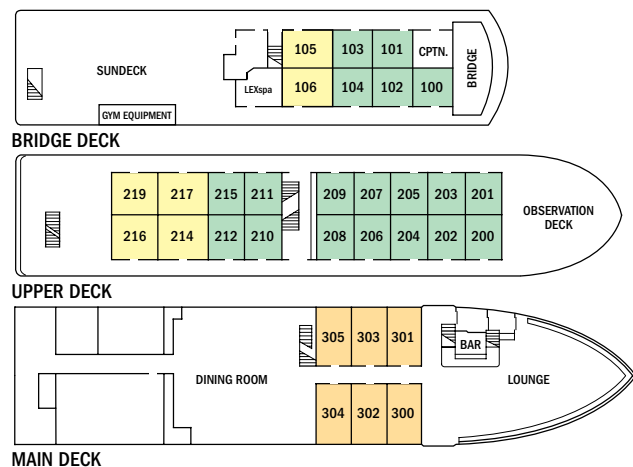 105 103 101 CPTN.
SUNDECK
BRIDGE
LEXspa 106 104 102 100
GYM EQUIPMENT
BRIDGE DECK
219 217 215 211 209 207 205 203 201
OBSERVATION
DECK
216 214 212 210 208 206 204 202 200
UPPER DECK
305 303 301
BAR
DINING ROOM
LOUNGE
304 302 300
MAIN DECK